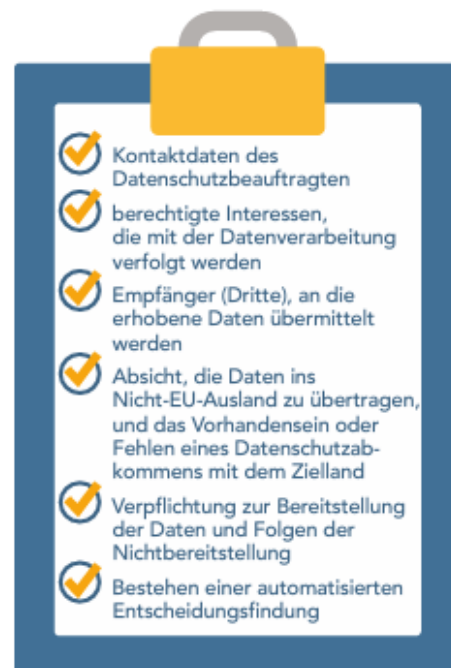 Kontaktdaten des
Datenschutzbeauftragten
berechtigte Interessen,
die mit der Datenverarbeitung
verfolgt werden
Empfänger (Dritte), an die
erhobene Daten übermittelt
werden
Absicht, die Daten ins
Nicht-EU-Ausland zu übertragen,
und das Vorhandensein oder
Fehlen eines Datenschutzab-
kommens mit dem Zielland
Verpflichtung zur Bereitstellung
der Daten und Folgen der
Nichtbereitstellung
Bestehen einer automatisierten
Entscheidungsfindung